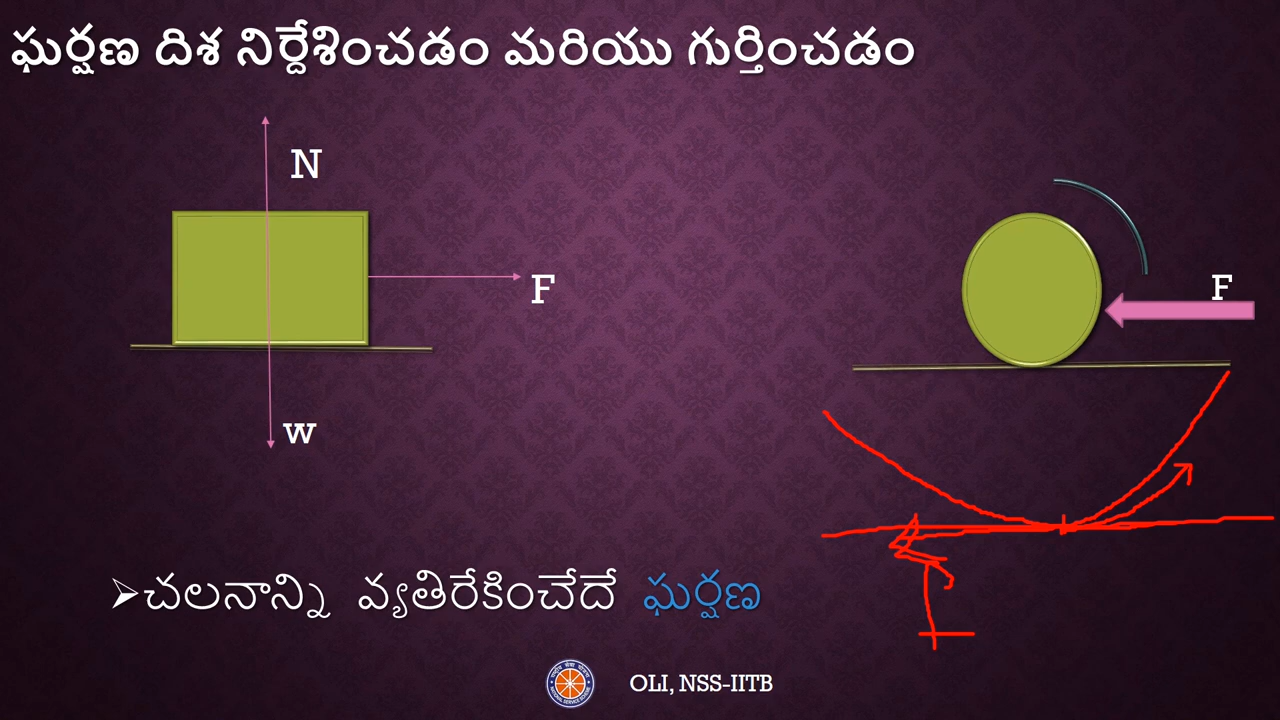 ఘర్షణ దిశ నిర్దేశించడం మరియు గుర్తించడం
N
F
F
W
చలనాన్ని వ్యతిరేకించేదే ఘర్షణ
OLI, NSS-IITB